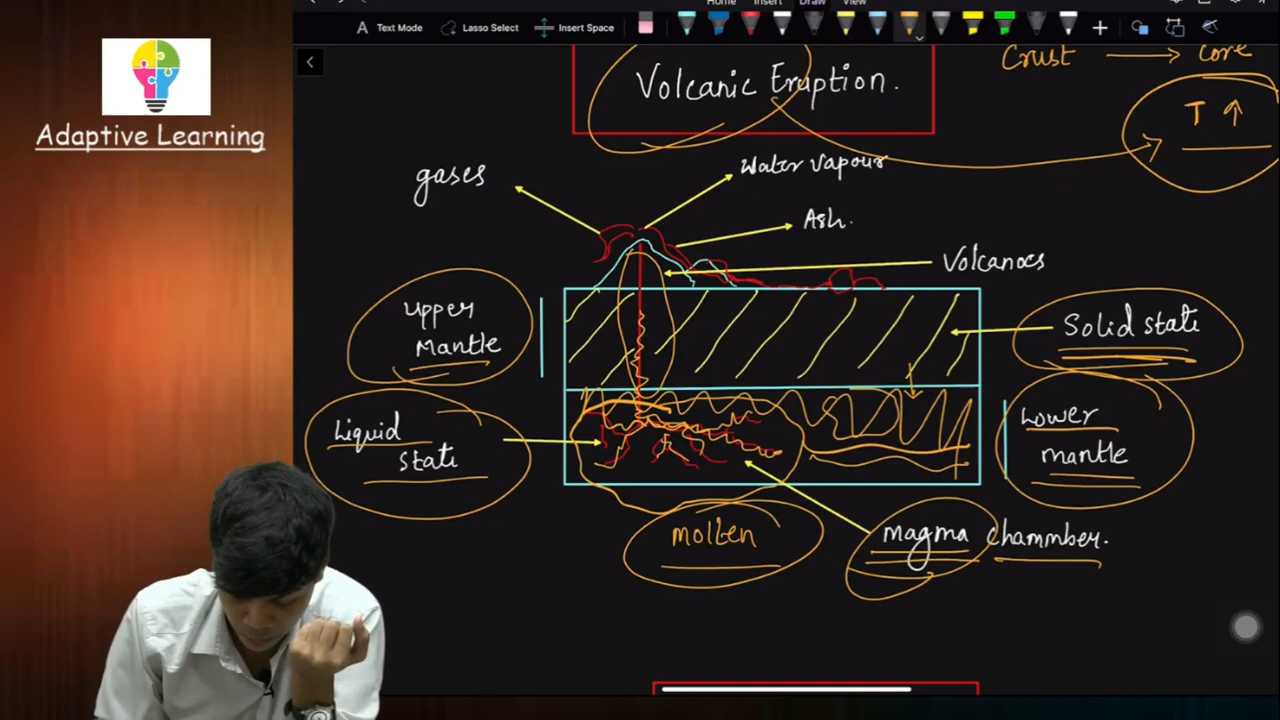 Home Insert Draw View
Text Mode Lasso Select Insert Space
Adaptive Learning
Crust → Core
Volcanic Eruption.
T ↑
gases
Water Vapour
Ash.
Volcanoes
Upper
Mantle
Solid state
Liquid
state
Lower
mantle
molten
magma chammber.